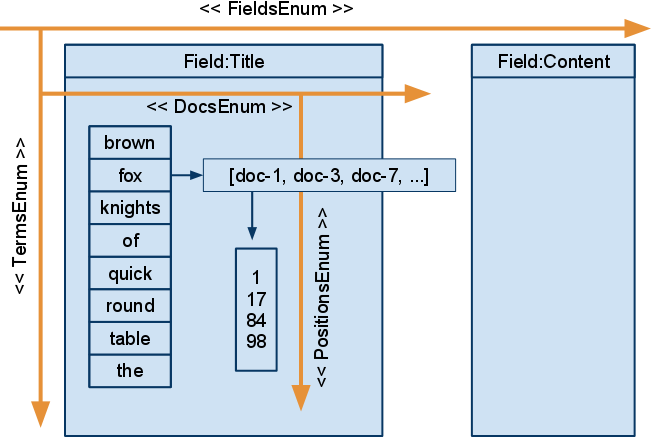 << FieldsEnum >>
Field:Title
Field:Content
<< DocsEnum >>
<< TermsEnum >>
brown
fox
knights
of
quick
round
table
the
[doc-1, doc-3, doc-7, ...]
1
17
84
98
<< PositionsEnum >>